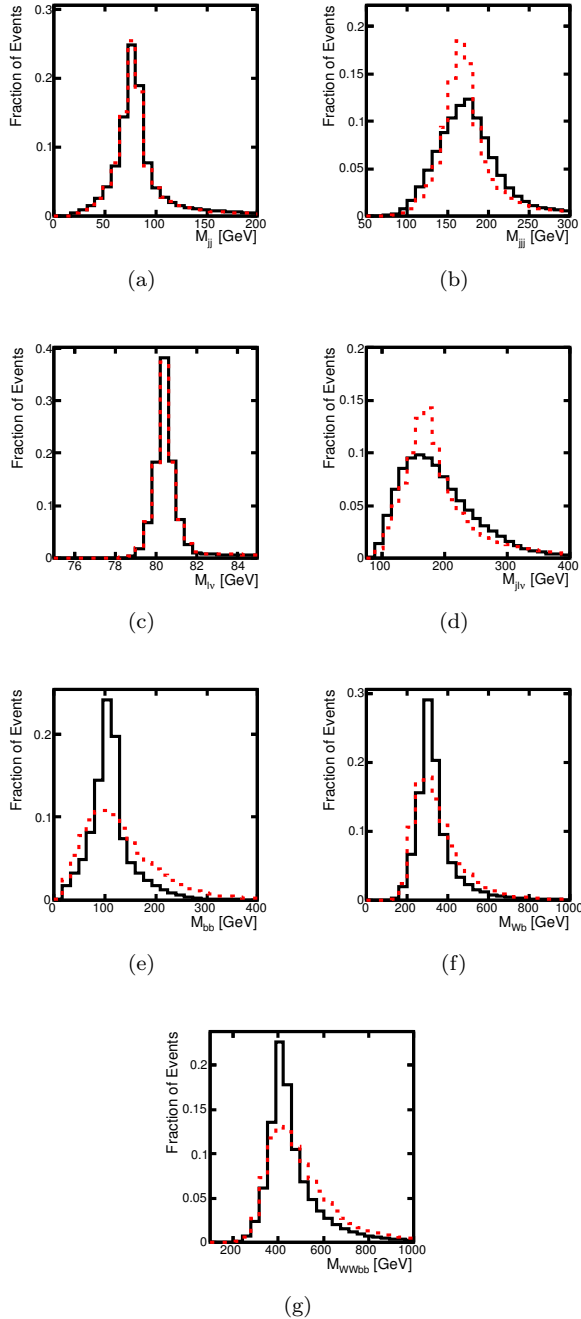 Fraction of Events
0.3
0.2
0.1
0
0 50 100 150 200
M_jj [GeV]
(a)
Fraction of Events
0.2
0.15
0.1
0.05
0
50 100 150 200 250 300
M_jjj [GeV]
(b)
Fraction of Events
0.4
0.3
0.2
0.1
0
76 78 80 82 84
M_lν [GeV]
(c)
Fraction of Events
0.2
0.15
0.1
0.05
0
100 200 300 400
M_jlν [GeV]
(d)
Fraction of Events
0.2
0.1
0
0 100 200 300 400
M_bb [GeV]
(e)
Fraction of Events
0.3
0.2
0.1
0
0 200 400 600 800 1000
M_Wb [GeV]
(f)
Fraction of Events
0.2
0.15
0.1
0.05
0
200 400 600 800 1000
M_WWbb [GeV]
(g)